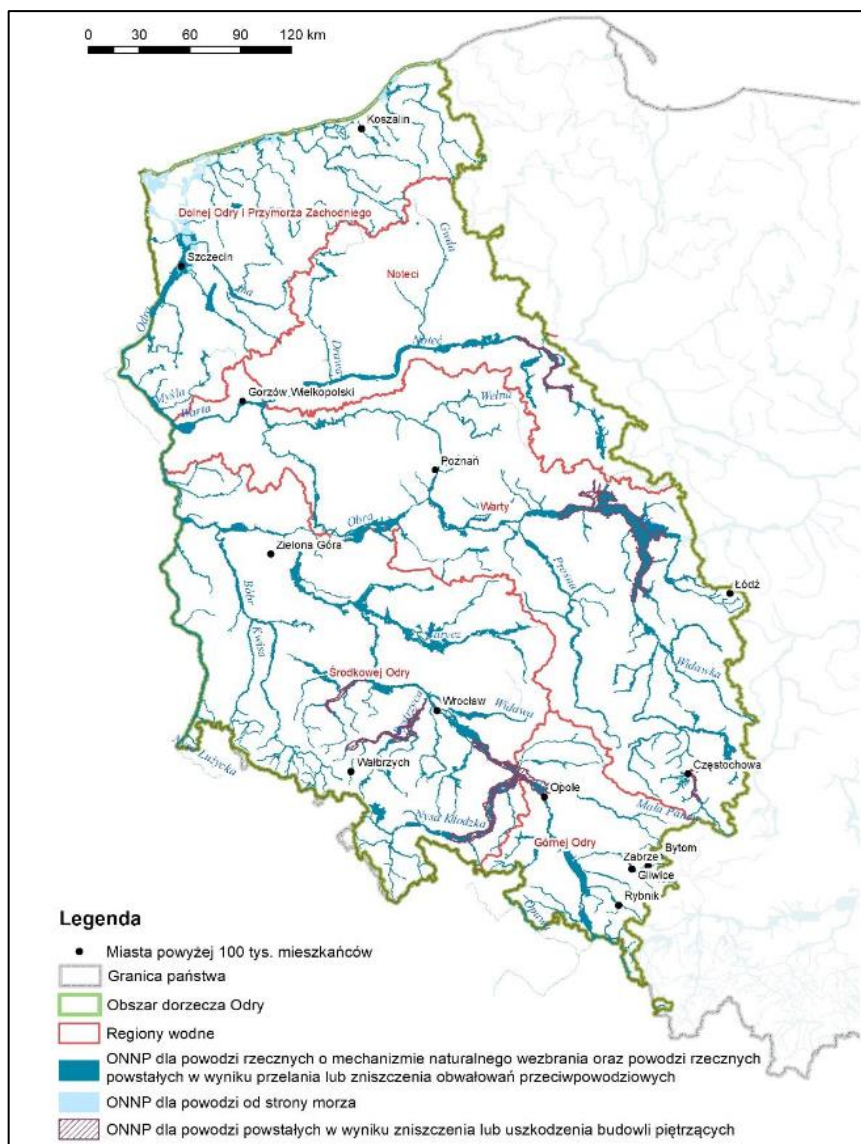 0 30 60 90 120 km
Koszalin
Dolnej Odry i Przymorza Zachodniego
Gwda
Szczecin
Noteci
Ina
Odra
Drawa
Noteć
Myśla
Gorzów Wielkopolski
Warta
Wełna
Poznań
Warty
Obra
Zielona Góra
Prosna
Łódź
Bóbr
Kwisa
Barycz
Widawka
Środkowej Odry
Wrocław
Widawa
Bystrzyca
Nysa Łużycka
Wałbrzych
Częstochowa
Opole
Mała Panew
Nysa Kłodzka
Górnej Odry
Bytom
Zabrze
Gliwice
Rybnik
Opawa
Legenda
Miasta powyżej 100 tys. mieszkańców
Granica państwa
Obszar dorzecza Odry
Regiony wodne
ONNP dla powodzi rzecznych o mechizmie naturalnego wezbrania oraz powodzi rzecznych
powstałych w wyniku przelania lub zniszczenia obwałowań przeciwpowodziowych
ONNP dla powodzi od strony morza
ONNP dla powodzi powstałych w wyniku zniszczenia lub uszkodzenia budowli piętrzących